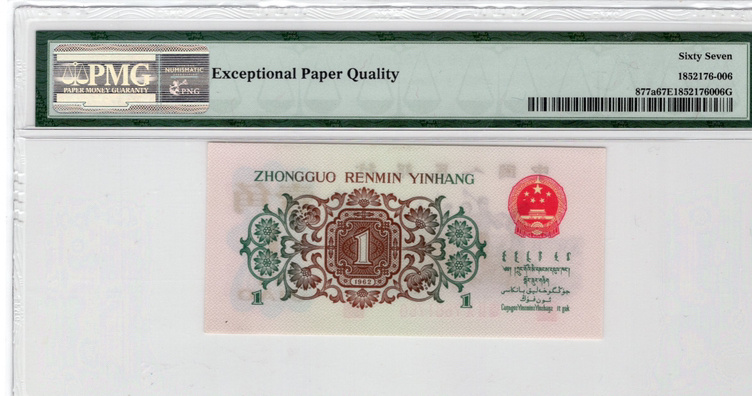 PMG
PAPER MONEY GUARANTY
NUMISMATIC
PNG
Exceptional Paper Quality
Sixty Seven
1852176-006
877a67E1852176006G
ZHONGGUO RENMIN YINHANG
1
1962
1
1